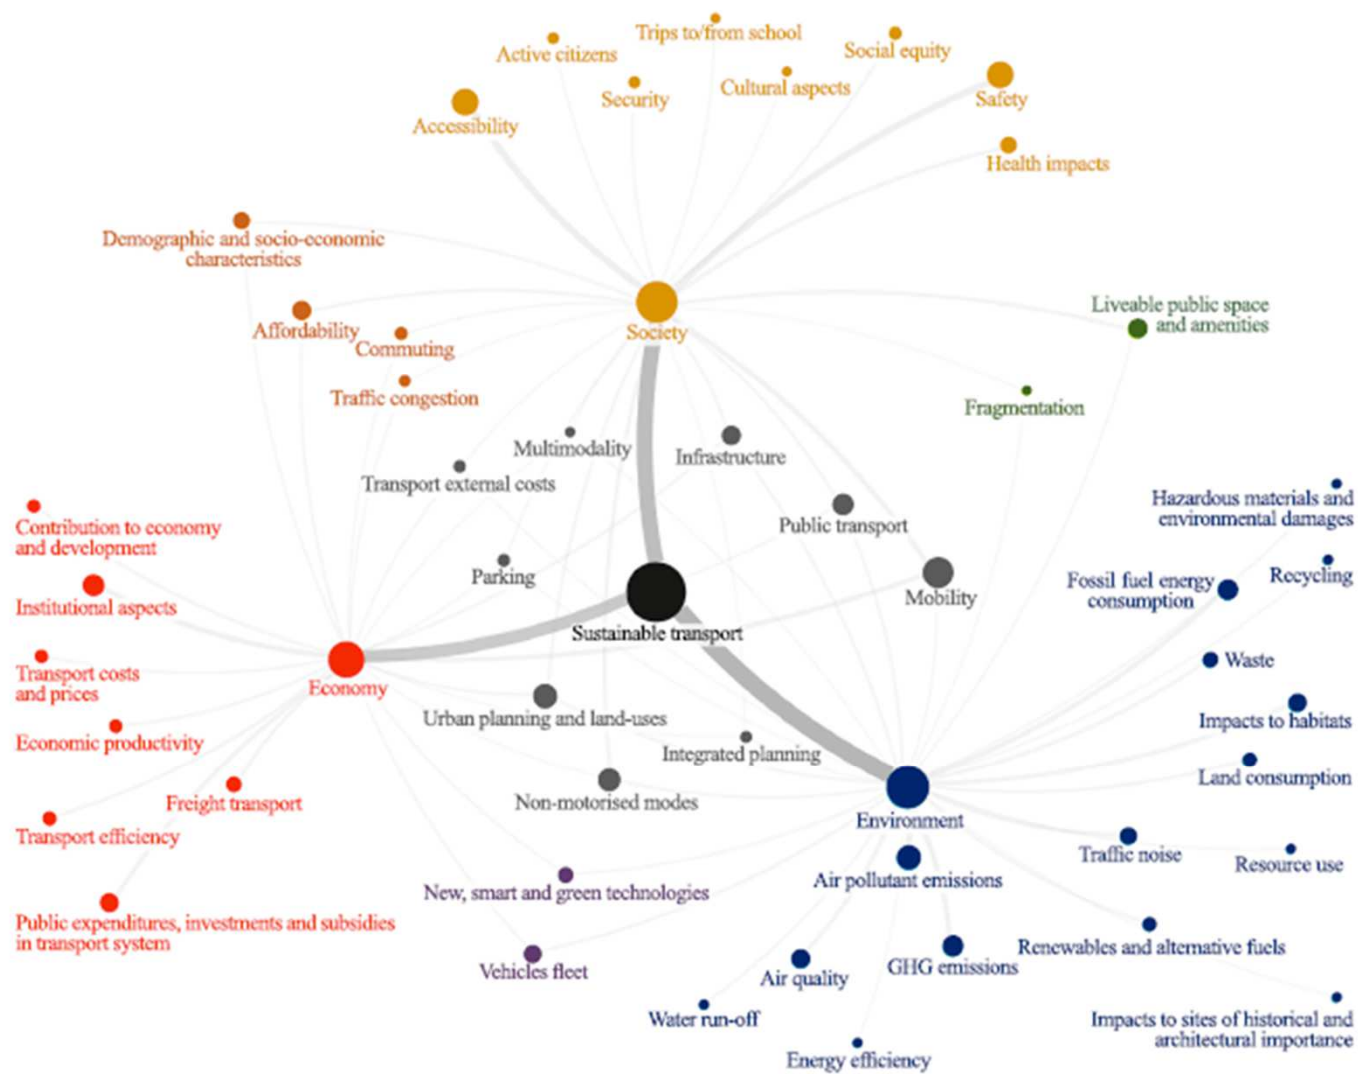 Trips to/from school
Active citizens
Social equity
Security
Cultural aspects
Safety
Accessibility
Health impacts
Demographic and socio-economic
characteristics
Liveable public space
and amenities
Affordability
Society
Commuting
Traffic congestion
Fragmentation
Multimodality
Infrastructure
Transport external costs
Hazardous materials and
environmental damages
Public transport
Contribution to economy
and development
Parking
Recycling
Fossil fuel energy
consumption
Mobility
Institutional aspects
Sustainable transport
Waste
Transport costs
and prices
Economy
Urban planning and land-uses
Impacts to habitats
Economic productivity
Integrated planning
Land consumption
Freight transport
Non-motorised modes
Environment
Transport efficiency
Traffic noise
Resource use
Air pollutant emissions
New, smart and green technologies
Public expenditures, investments and subsidies
in transport system
Renewables and alternative fuels
Vehicles fleet
Air quality
GHG emissions
Water run-off
Impacts to sites of historical and
architectural importance
Energy efficiency